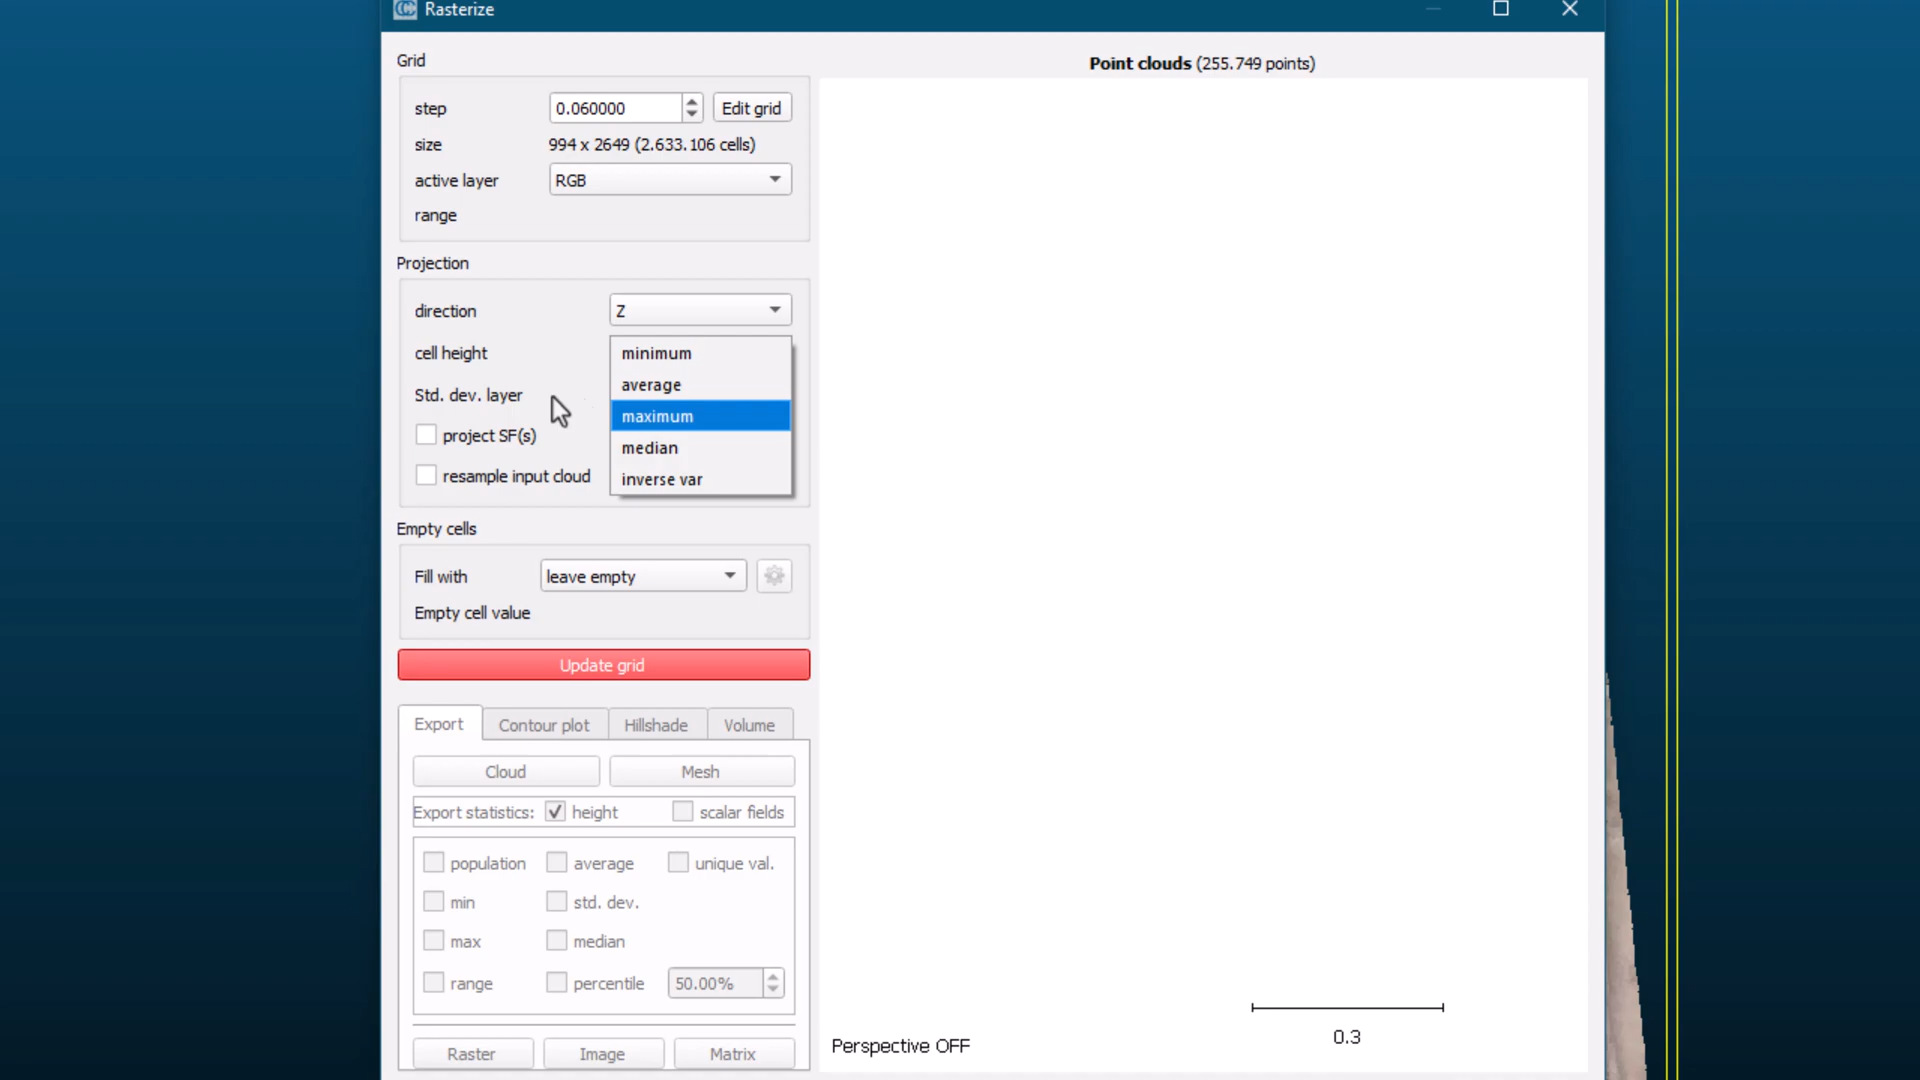 Rasterize
Grid
Point clouds (255.749 points)
step 0.060000 Edit grid
size 994 x 2649 (2.633.106 cells)
active layer RGB
range
Projection
direction Z
cell height minimum
average
Std. dev. layer
maximum
project SF(s)
median
resample input cloud inverse var
Empty cells
Fill with leave empty
Empty cell value
Update grid
Export Contour plot Hillshade Volume
Cloud Mesh
Export statistics: height scalar fields
population average unique val.
min std. dev.
max median
range percentile 50.00%
0.3
Perspective OFF
Raster Image Matrix